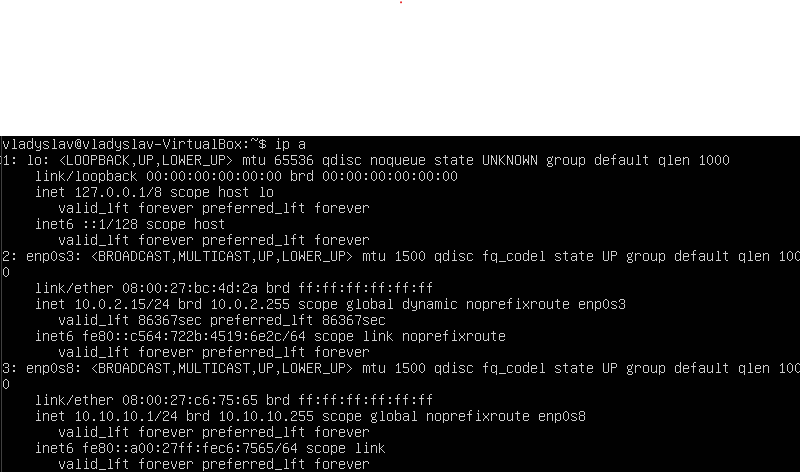 vladyslav@vladyslav-VirtualBox:~$ ip a
1: lo: <LOOPBACK,UP,LOWER_UP> mtu 65536 qdisc noqueue state UNKNOWN group default qlen 1000
link/loopback 00:00:00:00:00:00 brd 00:00:00:00:00:00
inet 127.0.0.1/8 scope host lo
valid_lft forever preferred_lft forever
inet6 ::1/128 scope host
valid_lft forever preferred_lft forever
2: enp0s3: <BROADCAST,MULTICAST,UP,LOWER_UP> mtu 1500 qdisc fq_codel state UP group default qlen 100
0
link/ether 08:00:27:bc:4d:2a brd ff:ff:ff:ff:ff:ff
inet 10.0.2.15/24 brd 10.0.2.255 scope global dynamic noprefixroute enp0s3
valid_lft 86367sec preferred_lft 86367sec
inet6 fe80::c564:722b:4519:6e2c/64 scope link noprefixroute
valid_lft forever preferred_lft forever
3: enp0s8: <BROADCAST,MULTICAST,UP,LOWER_UP> mtu 1500 qdisc fq_codel state UP group default qlen 100
0
link/ether 08:00:27:c6:75:65 brd ff:ff:ff:ff:ff:ff
inet 10.10.10.1/24 brd 10.10.10.255 scope global noprefixroute enp0s8
valid_lft forever preferred_lft forever
inet6 fe80::a00:27ff:fec6:7565/64 scope link
valid_lft forever preferred_lft forever